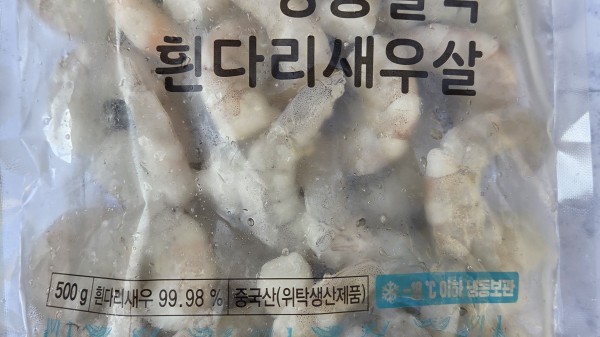 흰다리새우살
500 g 흰다리새우 99.98 % 중국산(위탁생산제품) -18℃ 이하 냉동보관